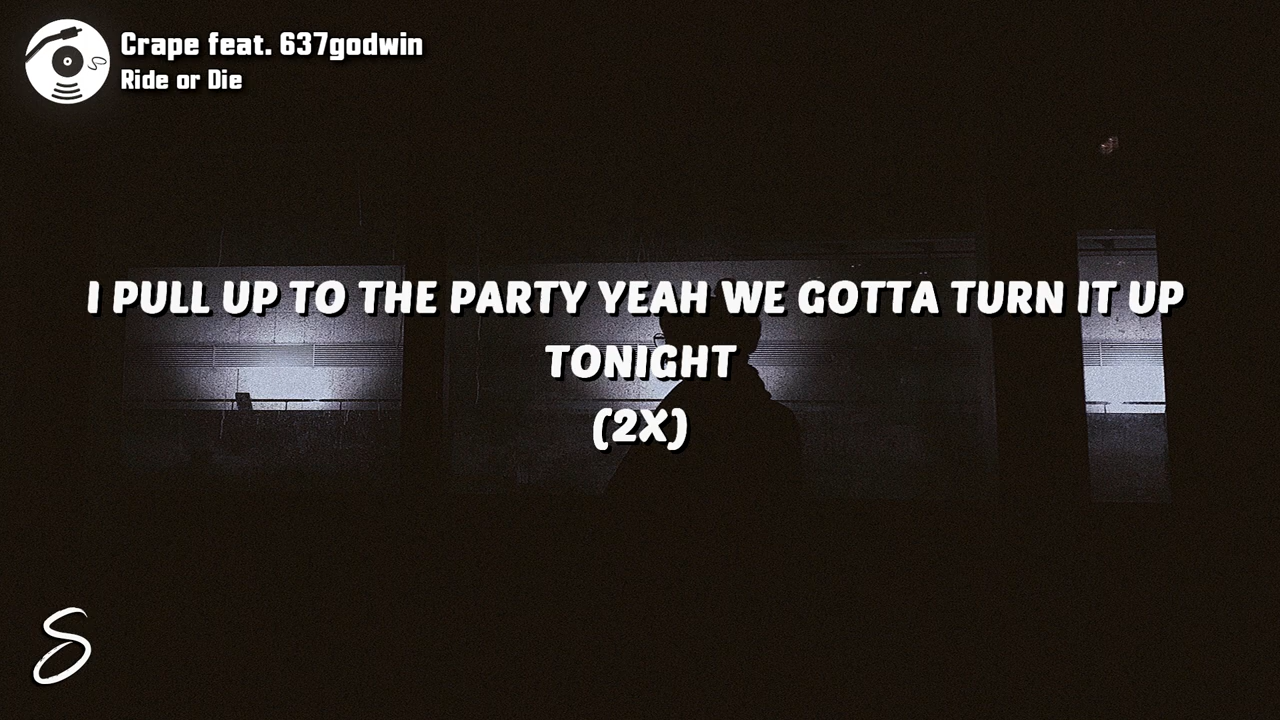 Crape feat. 637godwin
Ride or Die
I PULL UP TO THE PARTY YEAH WE GOTTA TURN IT UP
TONIGHT
(2X)
S